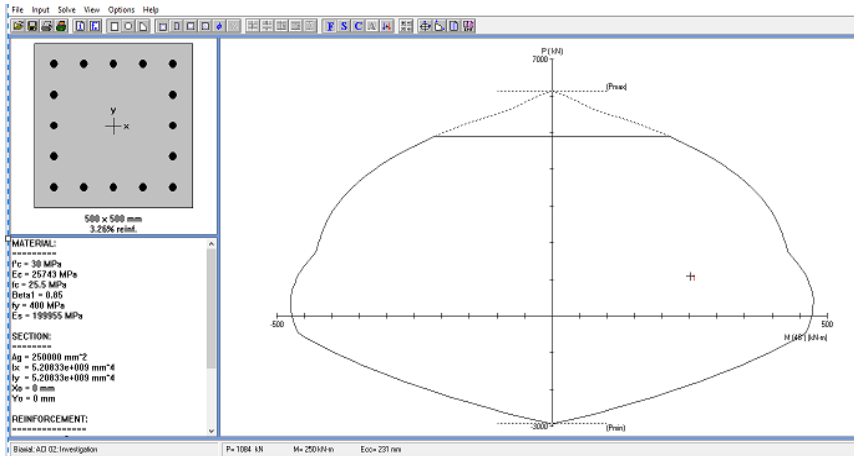 File Input Solve View Options Help
P (kN)
7000
(Pmax)
y
x
500 x 500 mm
3.26% reinf.
MATERIAL:
f'c = 30 MPa
Ec = 25743 MPa
fc = 25.5 MPa
Beta1 = 0.85
fy = 400 MPa
Es = 199955 MPa
1
-500
500
M (45°) (kN-m)
SECTION:
Ag = 250000 mm^2
Ix = 5.20833e+009 mm^4
Iy = 5.20833e+009 mm^4
Xo = 0 mm
Yo = 0 mm
REINFORCEMENT:
-3000
(Pmin)
Biaxial: ACI 02: Investigation
P= 1084 kN M= 250 kN-m Ecc= 231 mm